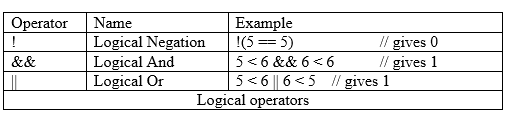 Operator Name Example
! Logical Negation !(5 == 5) // gives 0
&& Logical And 5 < 6 && 6 < 6 // gives 1
|| Logical Or 5 < 6 || 6 < 5 // gives 1
Logical operators